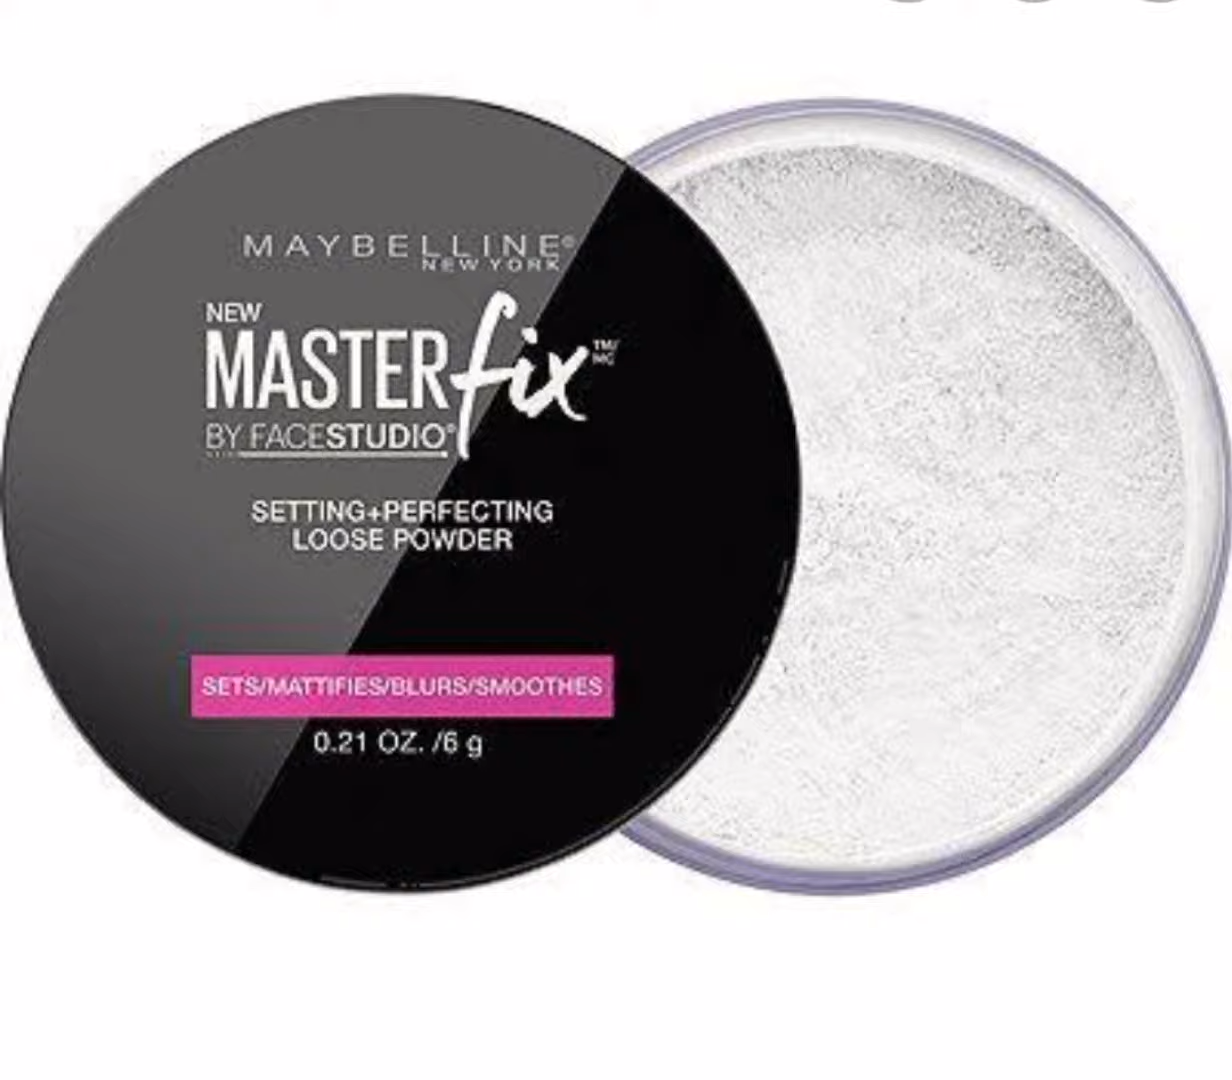 MAYBELLINE®
NEW YORK
NEW
MASTER fix TM/MC
BY FACESTUDIO®
SETTING+PERFECTING
LOOSE POWDER
SETS/MATTIFIES/BLURS/SMOOTHES
0.21 OZ. /6 g